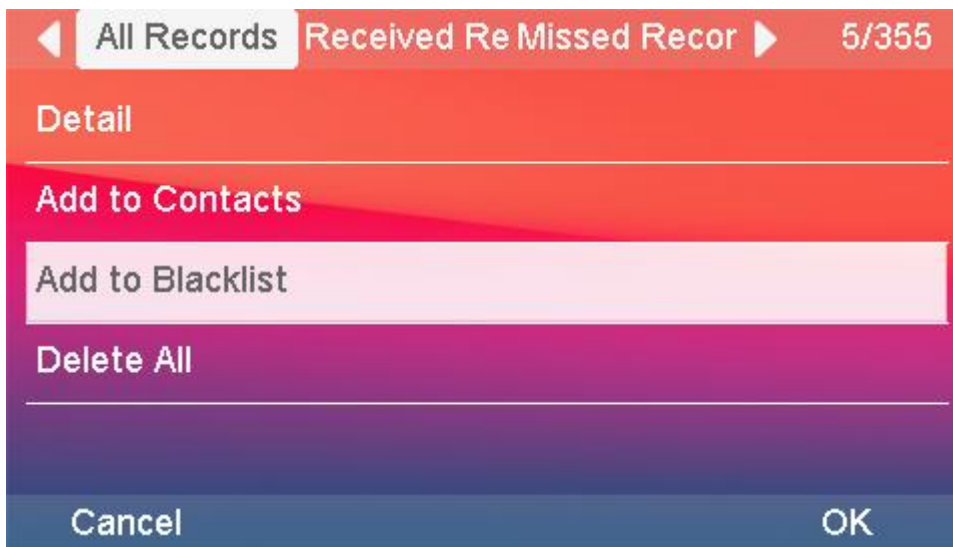 All Records Received Re Missed Recor 5/355
Detail
Add to Contacts
Add to Blacklist
Delete All
Cancel OK